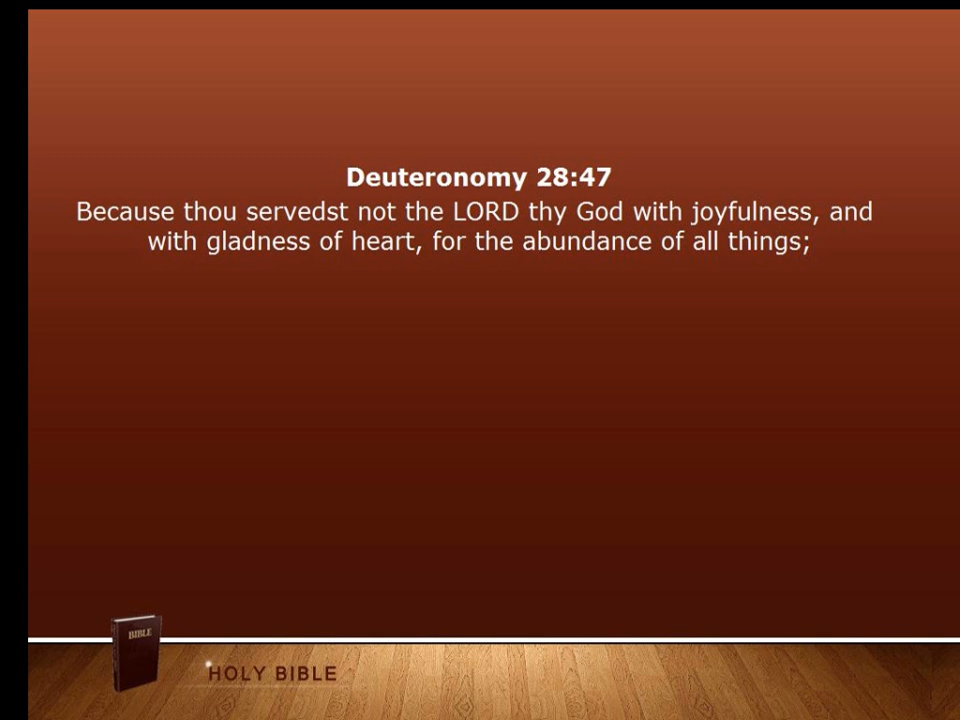 Deuteronomy 28:47
Because thou servedst not the LORD thy God with joyfulness, and
with gladness of heart, for the abundance of all things;
BIBLE
HOLY BIBLE